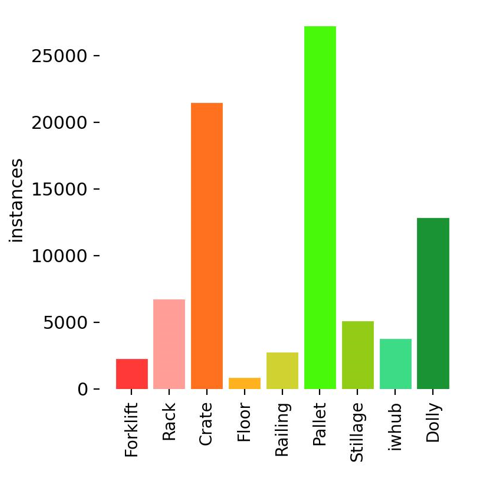 25000
20000
15000
10000
5000
0
instances
Forklift
Rack
Crate
Floor
Railing
Pallet
Stillage
iwhub
Dolly